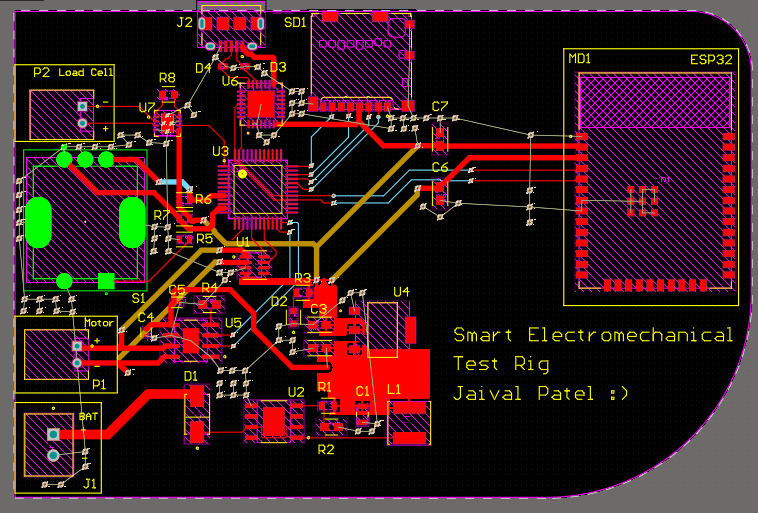 J2
SD1
MD1
ESP32
P2 Load Cell
D4
D3
R8
U6
-
U7
+
C7
U3
C6
R6
R7
R5
U1
S1
C5
R4
R3
U4
D2
C3
C4
U5
Motor
+
-
P1
Smart Electromechanical
Test Rig
Jaival Patel :)
D1
U2
R1
C1
L1
BAT
+
R2
-
J1